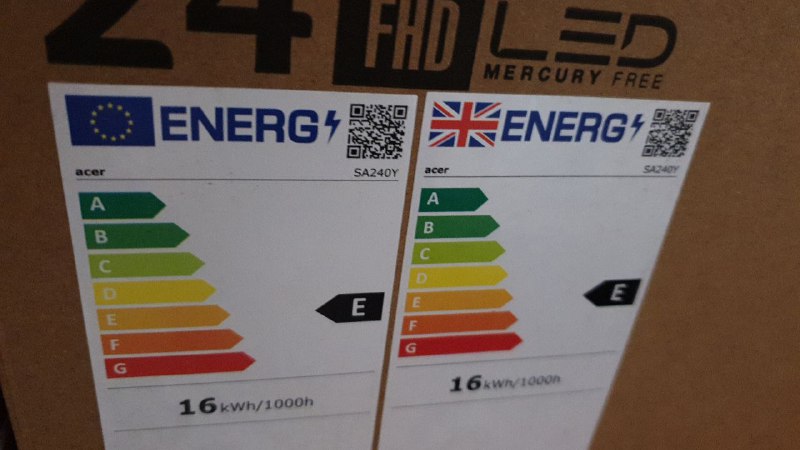 24 FHD LED
MERCURY FREE
ENERG
acer SA240Y
A
B
C
D
E
F
G
E
16 kWh/1000h
ENERG
acer SA240Y
A
B
C
D
E
F
G
E
16 kWh/1000h